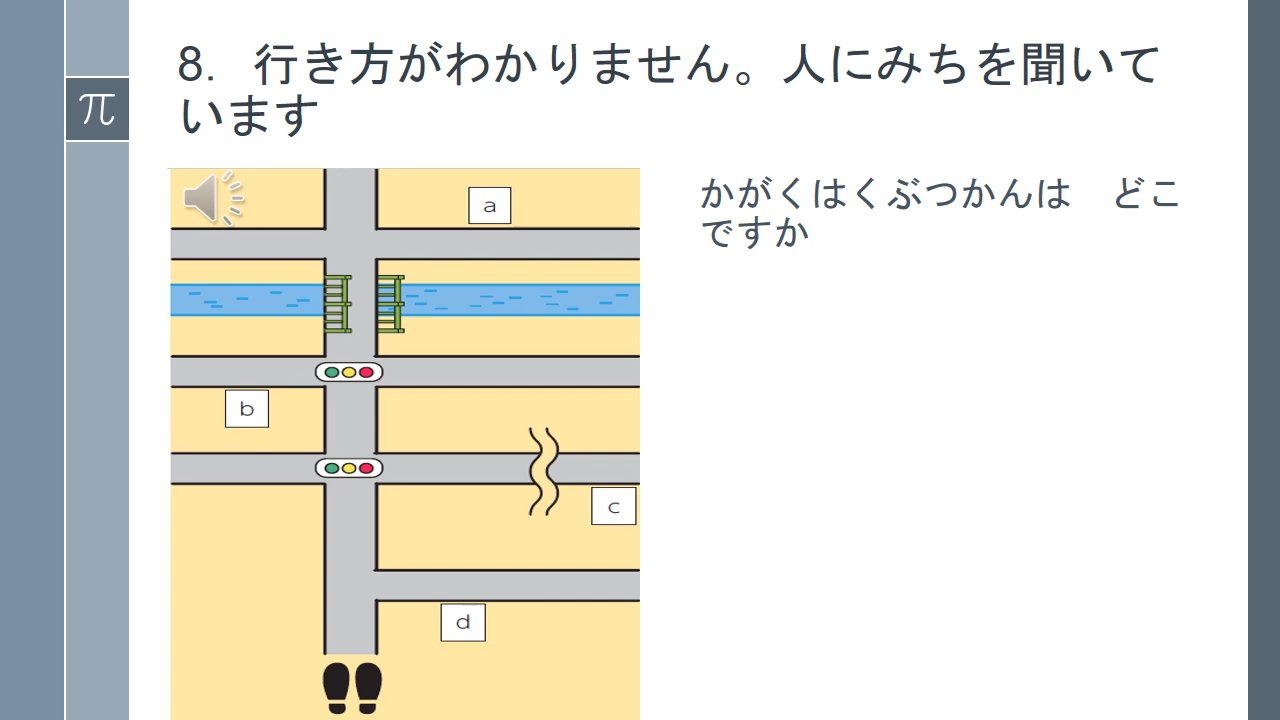 8.　行き方がわかりません。人にみちを聞いて
います
π
a
かがくはくぶつかんは　どこ
ですか
b
c
d